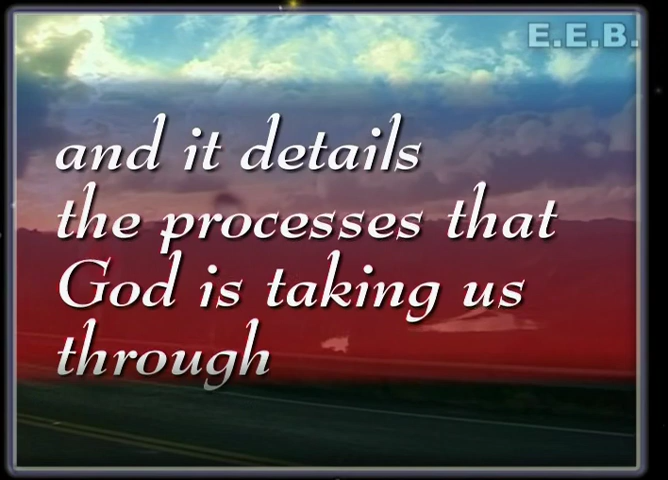 E.E.B.
and it details
the processes that
God is taking us
through